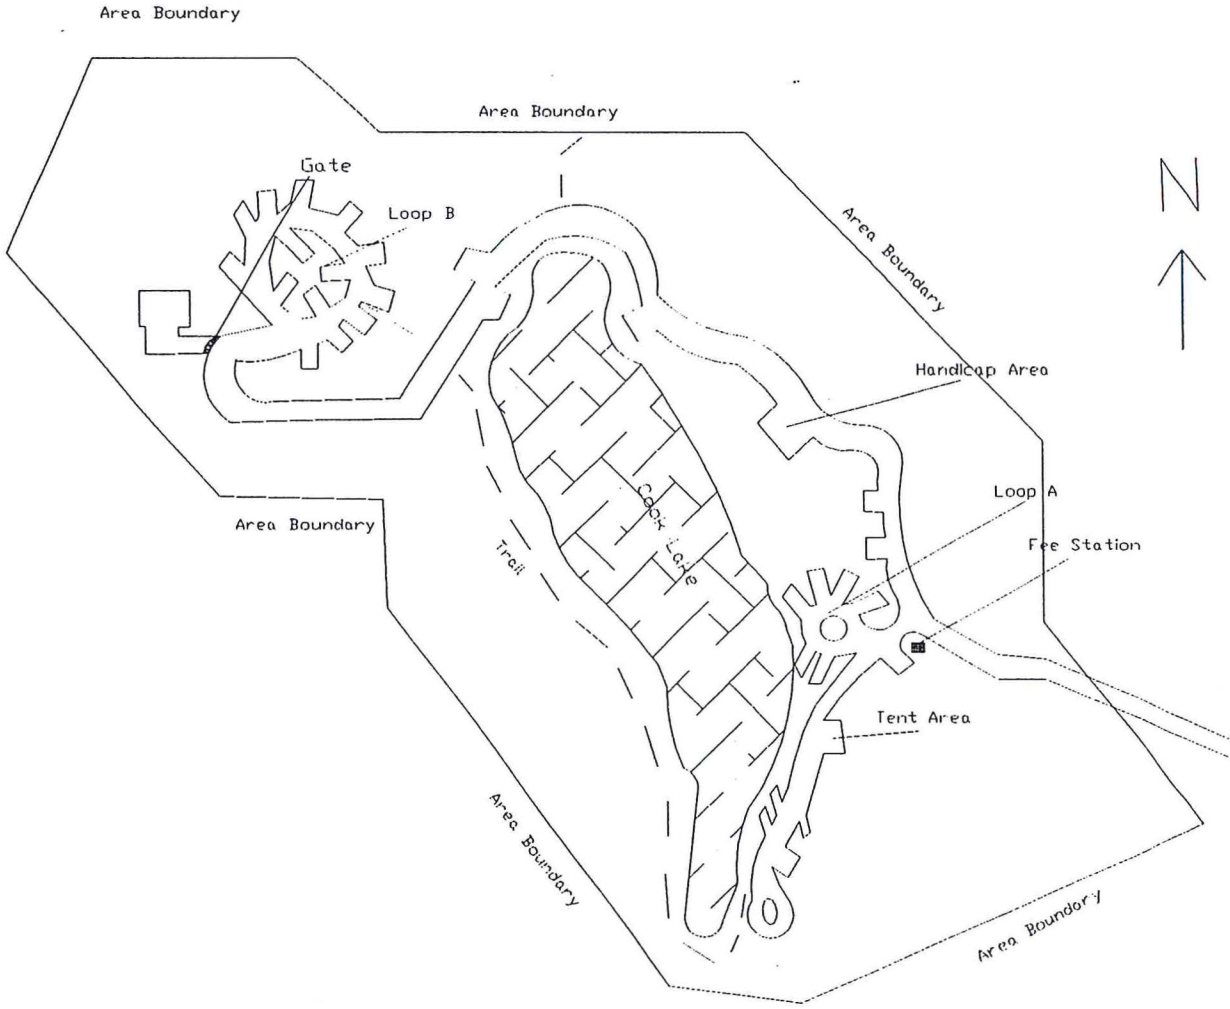 Area Boundary
Area Boundary
Gate
Loop B
N
Area Boundary
Handicap Area
Loop A
Cook Lake
Area Boundary
Fee Station
Trail
Tent Area
Area Boundary
Area Boundary